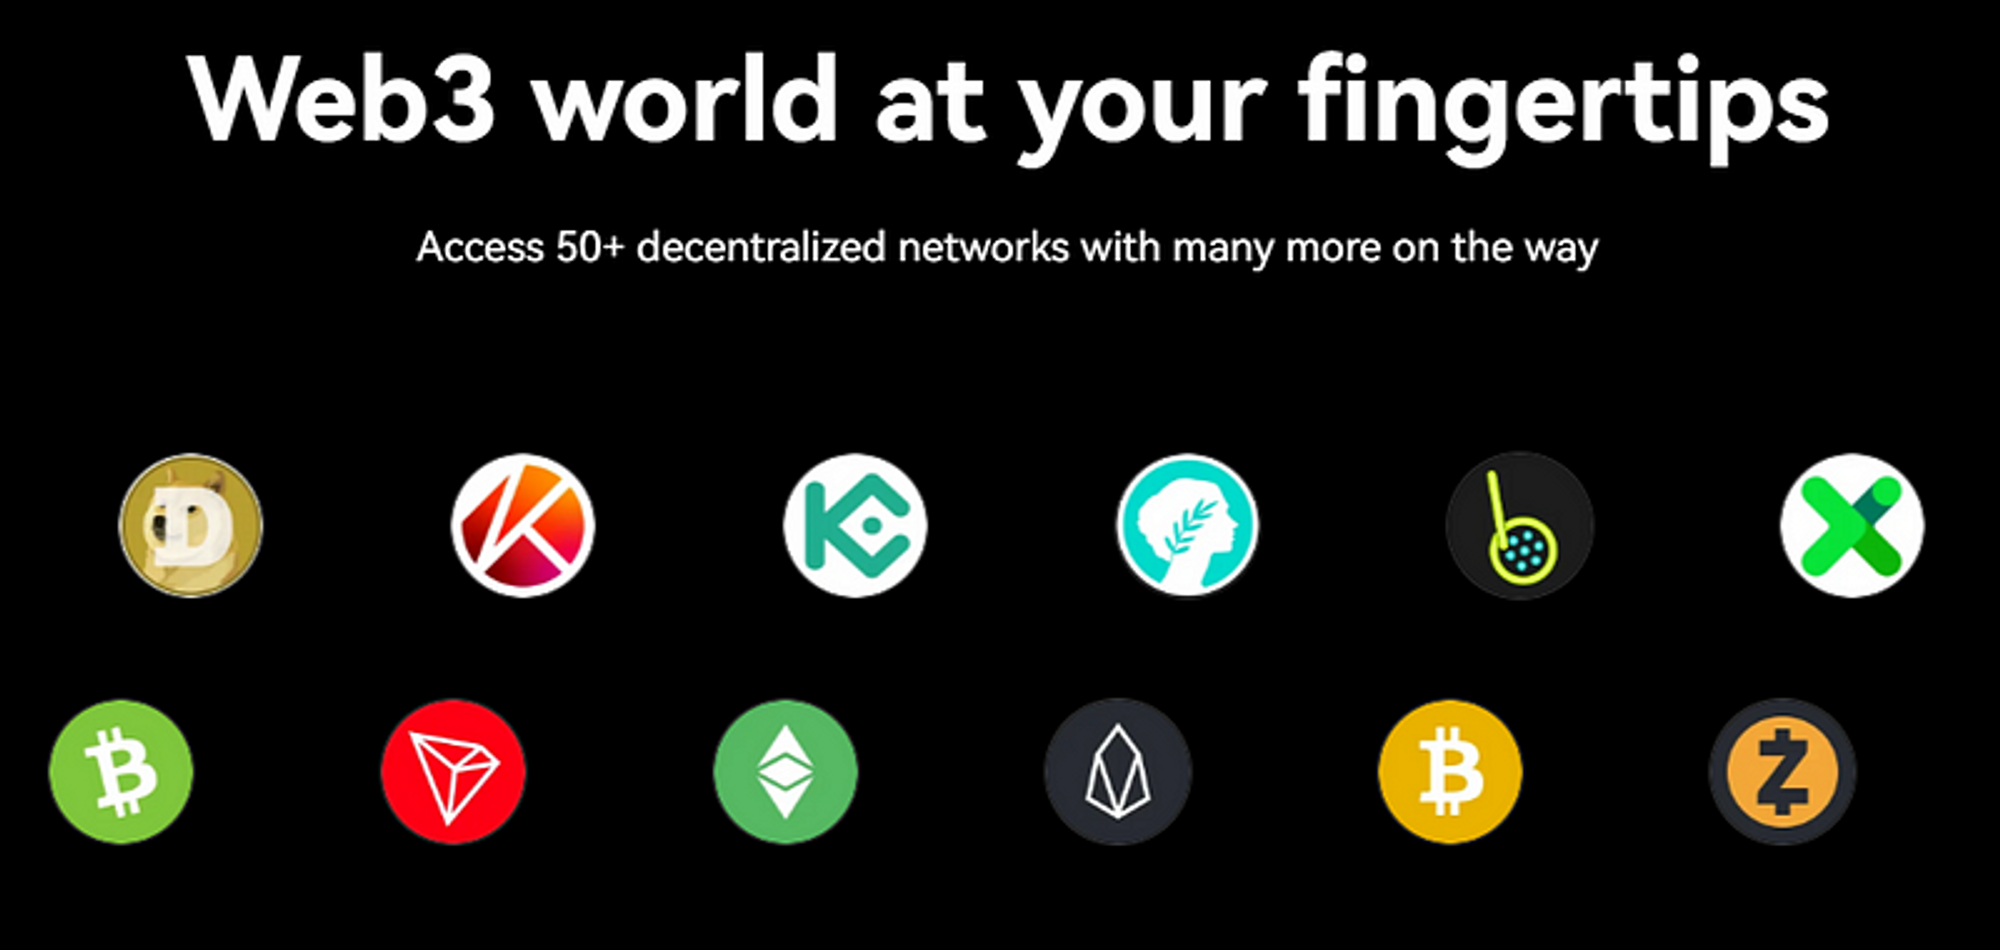 Web3 world at your fingertips
Access 50+ decentralized networks with many more on the way